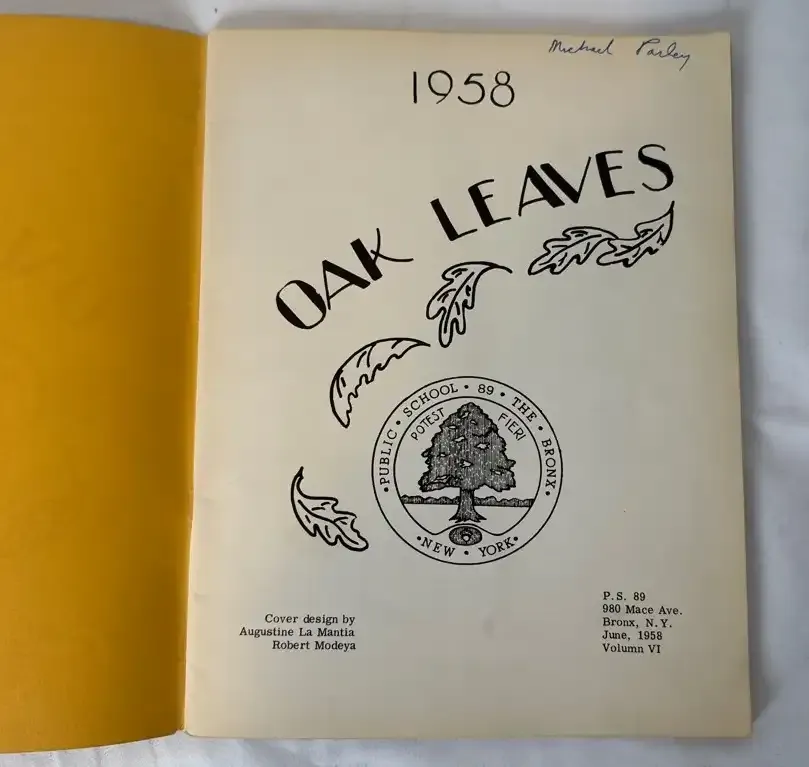 Michael Parley
1958
OAK LEAVES
• PUBLIC • SCHOOL • 89 • THE • BRONX •
POTEST FIERI
• NEW • YORK •
Cover design by
Augustine La Mantia
Robert Modeya
P.S. 89
980 Mace Ave.
Bronx, N.Y.
June, 1958
Volumn VI